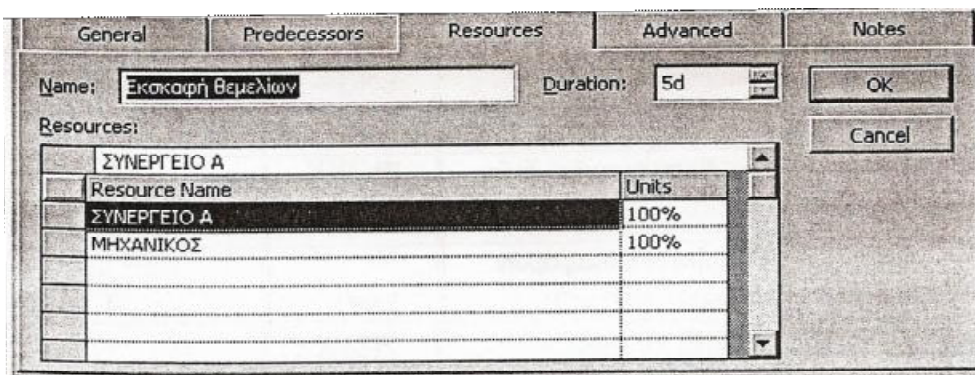 General Predecessors Resources Advanced Notes
Name: Εκσκαφή θεμελίων Duration: 5d OK
Resources: Cancel
ΣΥΝΕΡΓΕΙΟ Α
Resource Name Units
ΣΥΝΕΡΓΕΙΟ Α 100%
ΜΗΧΑΝΙΚΟΣ 100%